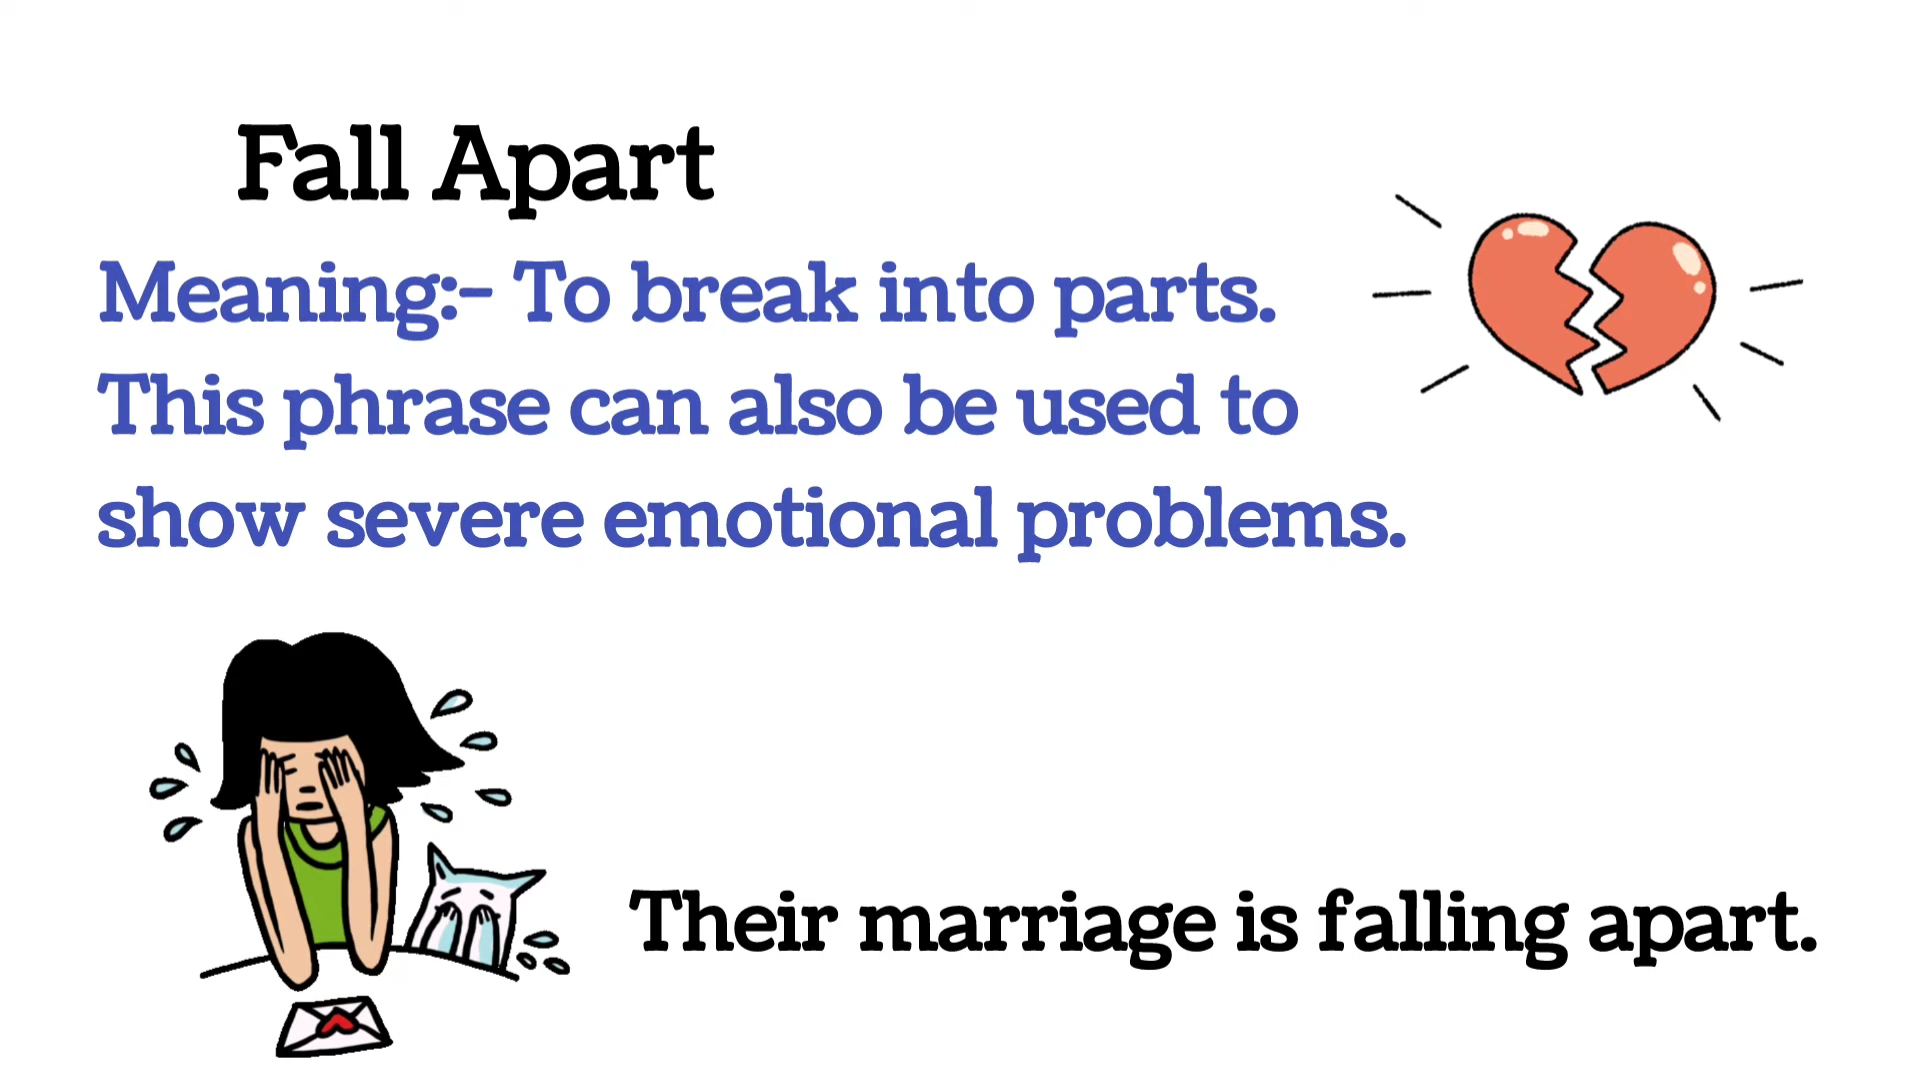 Fall Apart
Meaning:- To break into parts.
This phrase can also be used to
show severe emotional problems.
Their marriage is falling apart.